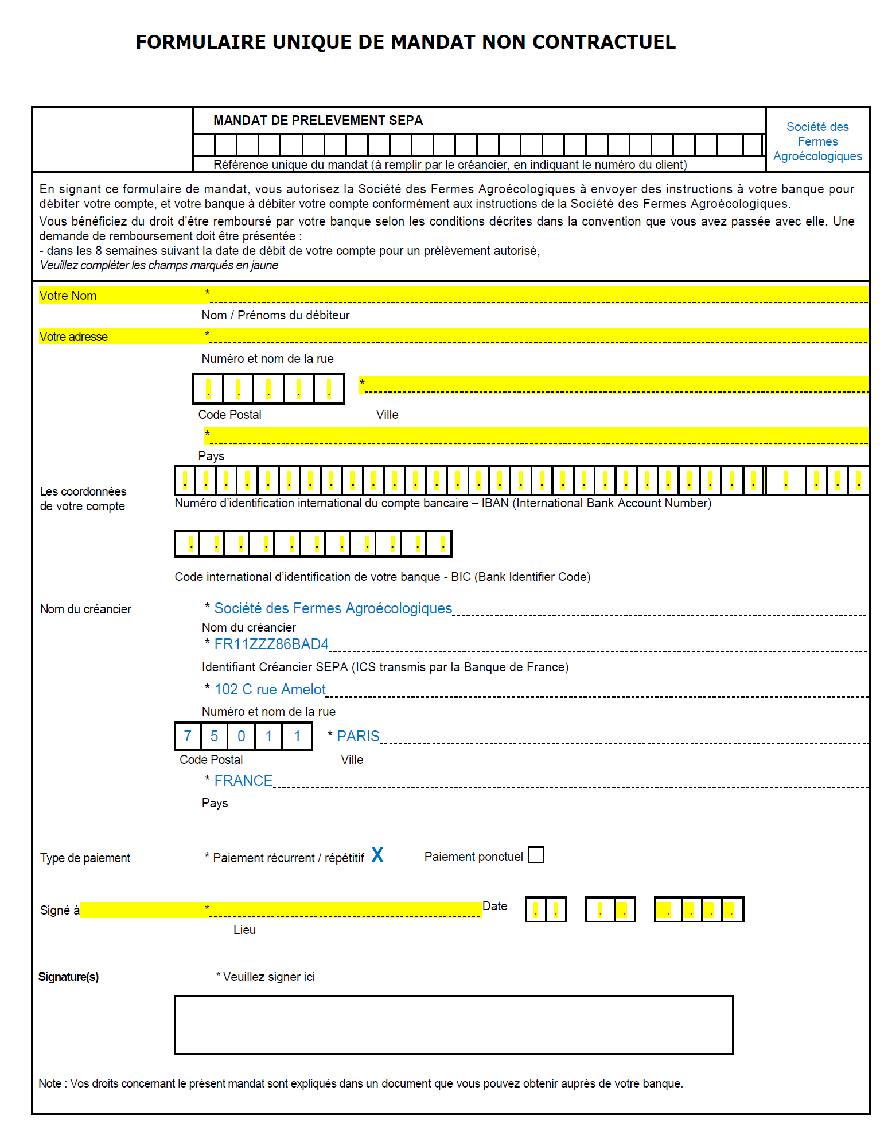 FORMULAIRE UNIQUE DE MANDAT NON CONTRACTUEL
MANDAT DE PRELEVEMENT SEPA
Référence unique du mandat (à remplir par le créancier, en indiquant le numéro du client)
Société des
Fermes
Agroécologiques
En signant ce formulaire de mandat, vous autorisez la Société des Fermes Agroécologiques à envoyer des instructions à votre banque pour
débiter votre compte, et votre banque à débiter votre compte conformément aux instructions de la Société des Fermes Agroécologiques.
Vous bénéficiez du droit d'être remboursé par votre banque selon les conditions décrites dans la convention que vous avez passée avec elle. Une
demande de remboursement doit être présentée :
- dans les 8 semaines suivant la date de débit de votre compte pour un prélèvement autorisé,
Veuillez compléter les champs marqués en jaune
Votre Nom *
Nom / Prénoms du débiteur
Votre adresse *
Numéro et nom de la rue
*
Code Postal Ville
*
Pays
Les coordonnées
de votre compte
Numéro d'identification international du compte bancaire – IBAN (International Bank Account Number)
Code international d'identification de votre banque - BIC (Bank Identifier Code)
Nom du créancier * Société des Fermes Agroécologiques
Nom du créancier
* FR11ZZZ86BAD4
Identifiant Créancier SEPA (ICS transmis par la Banque de France)
* 102 C rue Amelot
Numéro et nom de la rue
7 5 0 1 1 * PARIS
Code Postal Ville
* FRANCE
Pays
Type de paiement * Paiement récurrent / répétitif X Paiement ponctuel
Signé à * Date
Lieu
Signature(s) * Veuillez signer ici
Note : Vos droits concernant le présent mandat sont expliqués dans un document que vous pouvez obtenir auprès de votre banque.